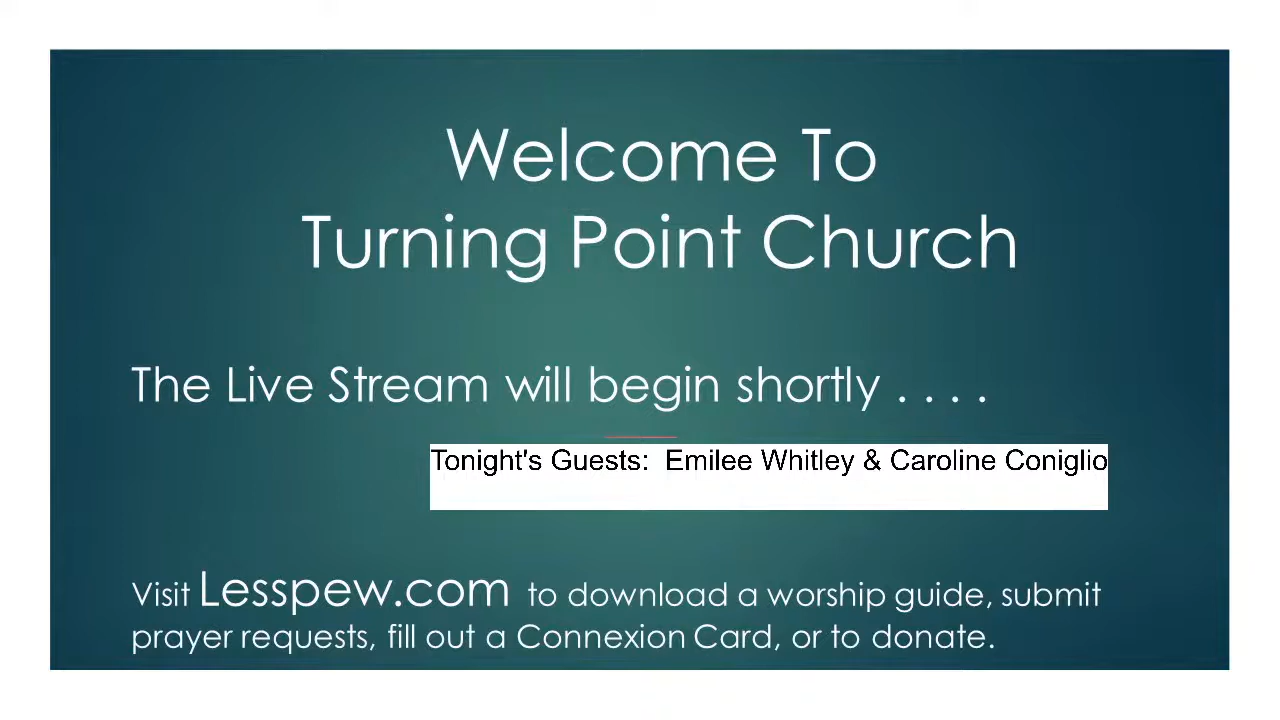 Welcome To
Turning Point Church
The Live Stream will begin shortly . . . .
Tonight's Guests:  Emilee Whitley & Caroline Coniglio
Visit Lesspew.com to download a worship guide, submit
prayer requests, fill out a Connexion Card, or to donate.